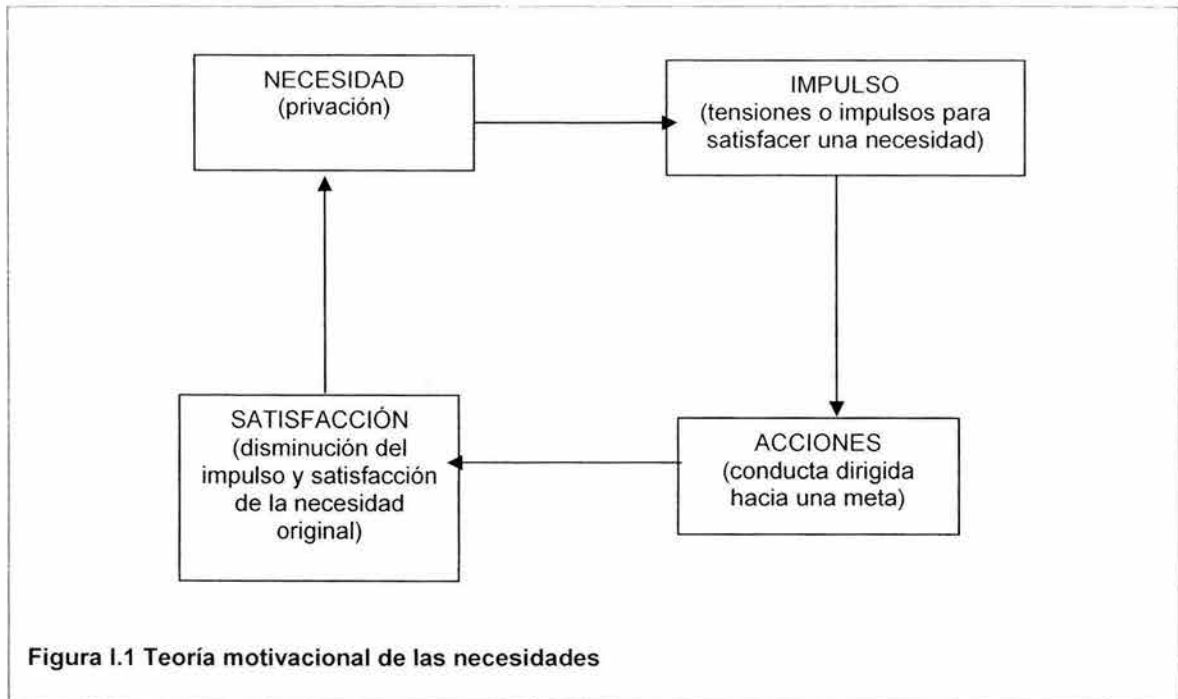 NECESIDAD
(privación)
IMPULSO
(tensiones o impulsos para
satisfacer una necesidad)
SATISFACCIÓN
(disminución del
impulso y satisfacción
de la necesidad
original)
ACCIONES
(conducta dirigida
hacia una meta)
Figura I.1 Teoría motivacional de las necesidades